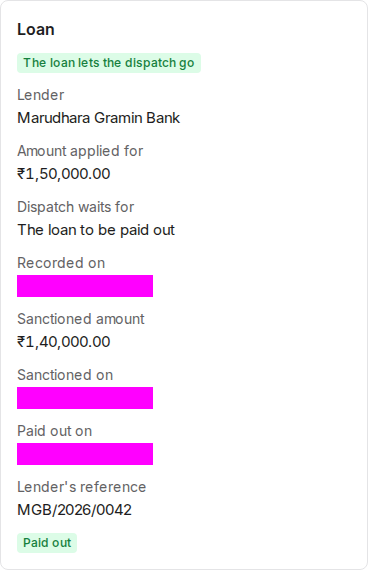 Loan
The loan lets the dispatch go
Lender
Marudhara Gramin Bank
Amount applied for
₹1,50,000.00
Dispatch waits for
The loan to be paid out
Recorded on
Sanctioned amount
₹1,40,000.00
Sanctioned on
Paid out on
Lender's reference
MGB/2026/0042
Paid out